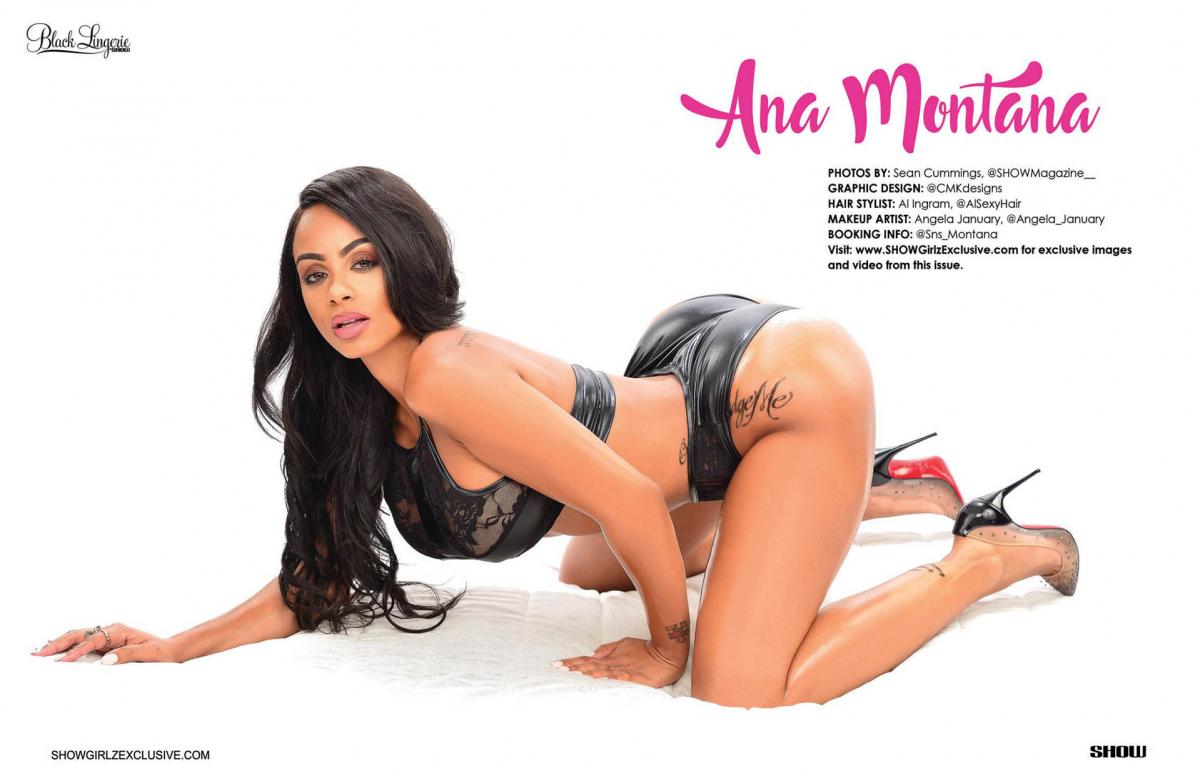 Black Lingerie
SHOW
Ana Montana
PHOTOS BY: Sean Cummings, @SHOWMagazine__
GRAPHIC DESIGN: @CMKdesigns
HAIR STYLIST: Al Ingram, @AlSexyHair
MAKEUP ARTIST: Angela January, @Angela_January
BOOKING INFO: @Sns_Montana
Visit: www.SHOWGirlzExclusive.com for exclusive images
and video from this issue.
Me
SHOWGIRLZEXCLUSIVE.COM
SHOW